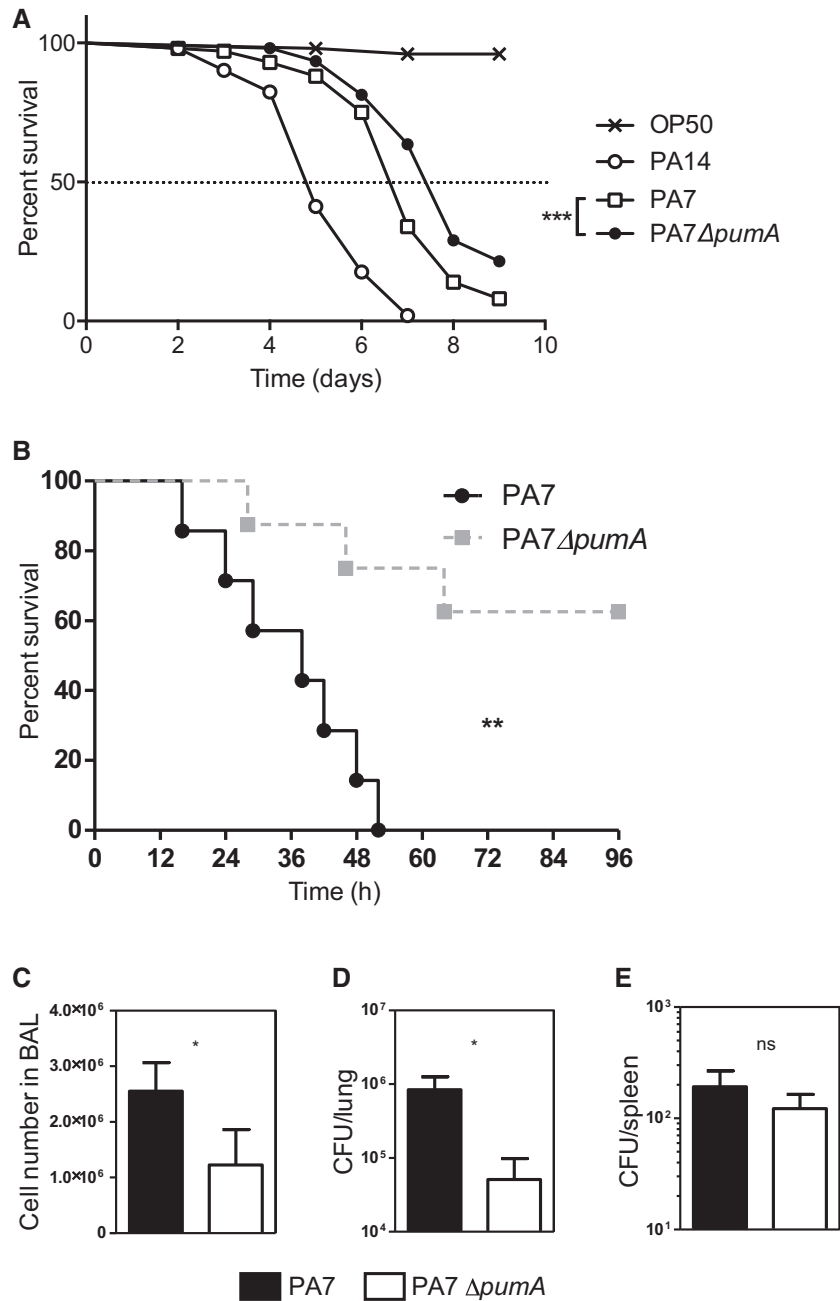 A
Percent survival
100
50
0
0 2 4 6 8 10
Time (days)
OP50
PA14
PA7
PA7ΔpumA
***
B
Percent survival
100
80
60
40
20
0
0 12 24 36 48 60 72 84 96
Time (h)
PA7
PA7ΔpumA
**
C
Cell number in BAL
4.0×10⁶
3.0×10⁶
2.0×10⁶
1.0×10⁶
0
*
D
CFU/lung
10⁷
10⁶
10⁵
10⁴
*
E
CFU/spleen
10³
10²
10¹
ns
PA7 PA7 ΔpumA